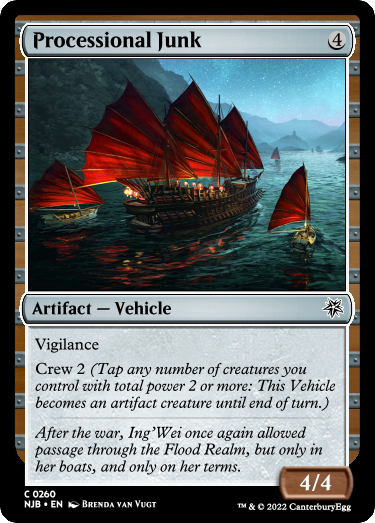 Processional Junk 4
Artifact — Vehicle
Vigilance
Crew 2 (Tap any number of creatures you
control with total power 2 or more: This Vehicle
becomes an artifact creature until end of turn.)
After the war, Ing'Wei once again allowed
passage through the Flood Realm, but only in
her boats, and only on her terms.
4/4
C 0260
NJB • EN Brenda van Vugt
™ & © 2022 CanterburyEgg